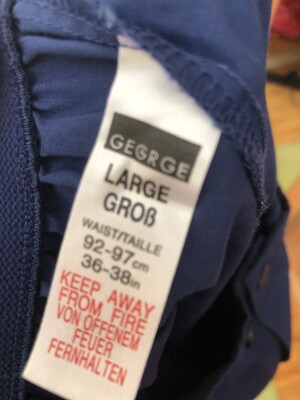 GEORGE
LARGE
GROß
WAIST/TAILLE
92-97cm
36-38in
KEEP AWAY
FROM FIRE
VON OFFENEM
FEUER
FERNHALTEN